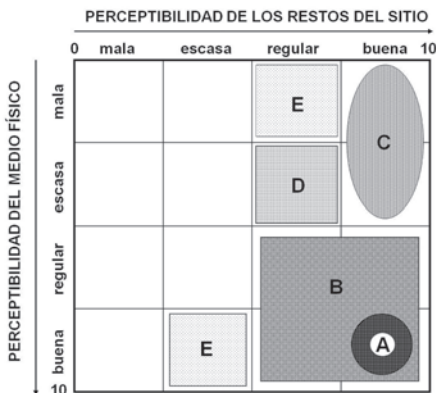 PERCEPTIBILIDAD DE LOS RESTOS DEL SITIO
0 mala escasa regular buena 10
PERCEPTIBILIDAD DEL MEDIO FÍSICO
mala
escasa
regular
buena
10
E
C
D
B
A
E